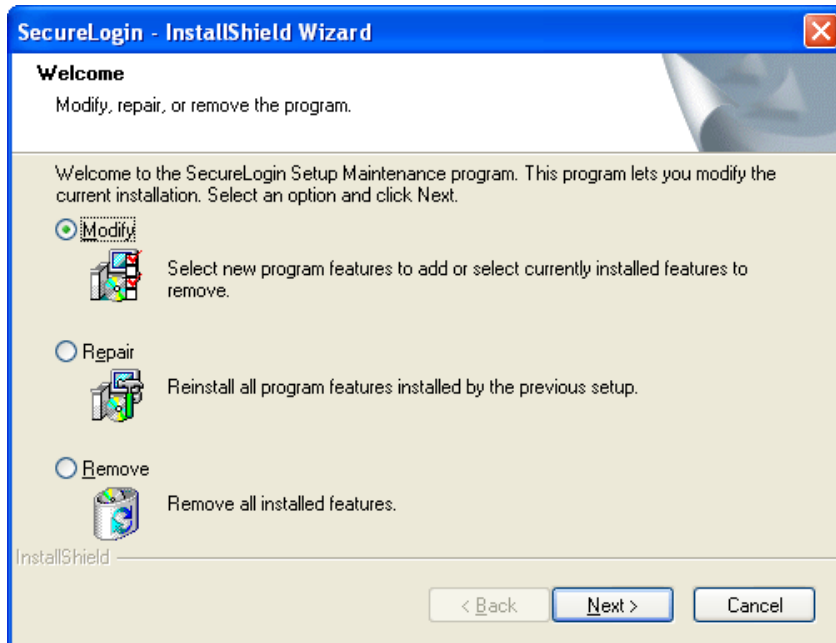 SecureLogin - InstallShield Wizard
Welcome
Modify, repair, or remove the program.
Welcome to the SecureLogin Setup Maintenance program. This program lets you modify the
current installation. Select an option and click Next.
Modify
Select new program features to add or select currently installed features to
remove.
Repair
Reinstall all program features installed by the previous setup.
Remove
Remove all installed features.
InstallShield
< Back Next > Cancel